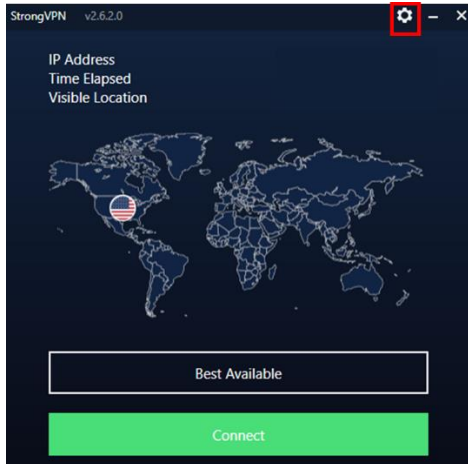 StrongVPN v2.6.2.0
IP Address
Time Elapsed
Visible Location
Best Available
Connect